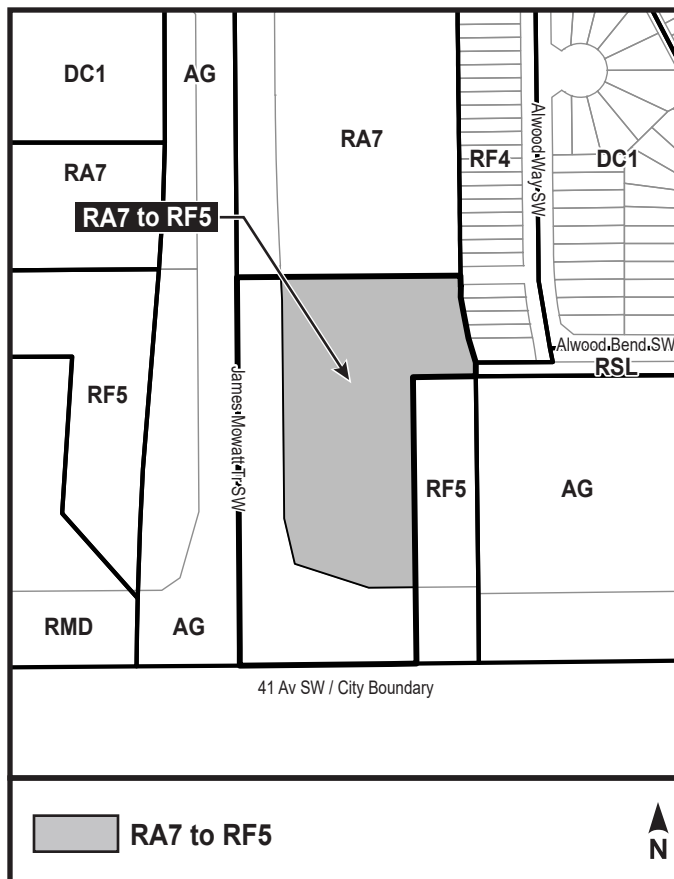 DC1
AG
RA7
RF4
Alwood Way SW
DC1
RA7
RA7 to RF5
Alwood Bend SW
RSL
James Mowatt Tr SW
RF5
RF5
AG
RMD
AG
41 Av SW / City Boundary
RA7 to RF5
N